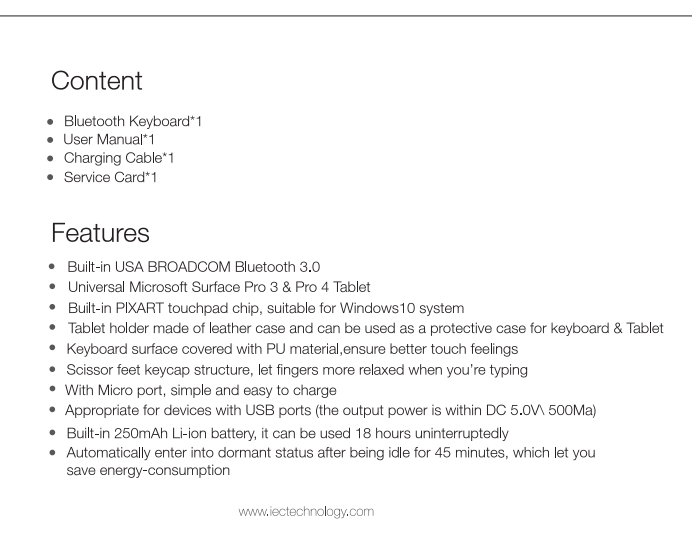 Content
• Bluetooth Keyboard*1
• User Manual*1
• Charging Cable*1
• Service Card*1
Features
• Built-in USA BROADCOM Bluetooth 3.0
• Universal Microsoft Surface Pro 3 & Pro 4 Tablet
• Built-in PIXART touchpad chip, suitable for Windows10 system
• Tablet holder made of leather case and can be used as a protective case for keyboard & Tablet
• Keyboard surface covered with PU material,ensure better touch feelings
• Scissor feet keycap structure, let fingers more relaxed when you're typing
• With Micro port, simple and easy to charge
• Appropriate for devices with USB ports (the output power is within DC 5.0V\ 500Ma)
• Built-in 250mAh Li-ion battery, it can be used 18 hours uninterruptedly
• Automatically enter into dormant status after being idle for 45 minutes, which let you
save energy-consumption
www.iectechnology.com